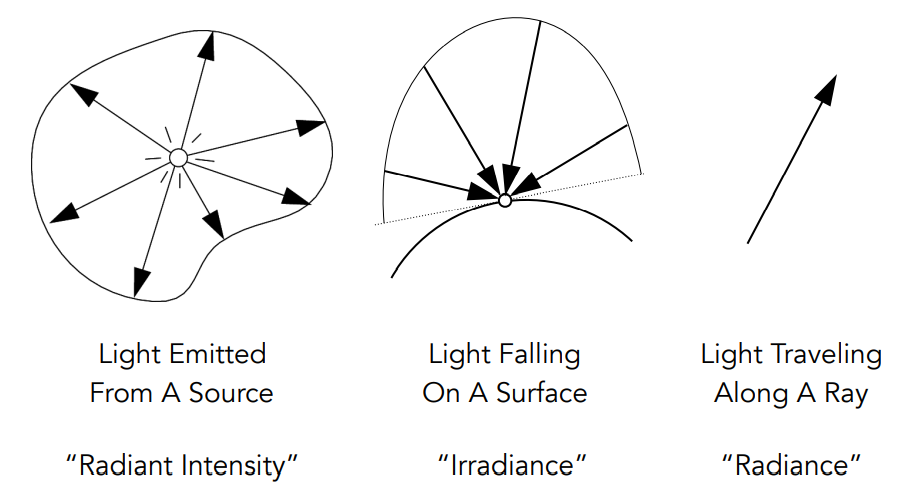 Light Emitted
From A Source
"Radiant Intensity"
Light Falling
On A Surface
"Irradiance"
Light Traveling
Along A Ray
"Radiance"